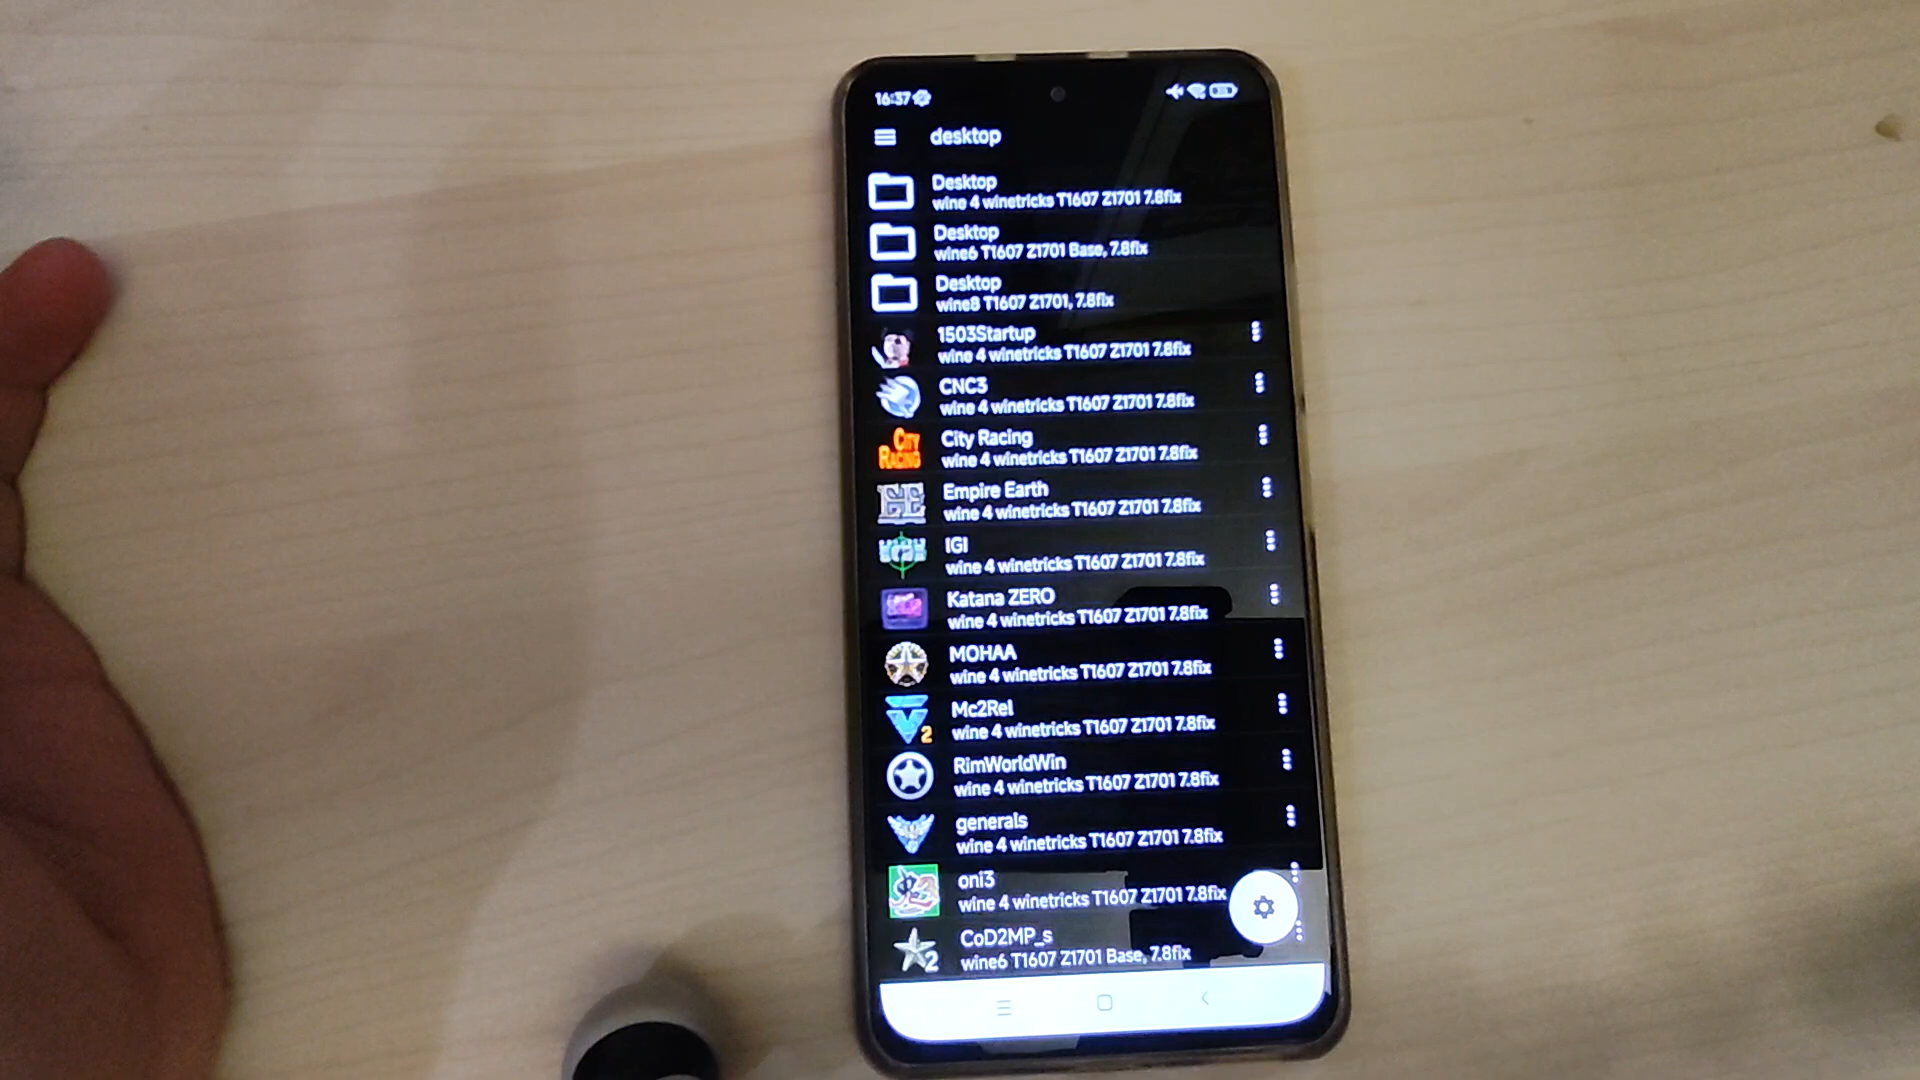 16:37
desktop
Desktop
wine 4 winetricks T1607 Z1701 7.8fix
Desktop
wine6 T1607 Z1701 Base, 7.8fix
Desktop
wine8 T1607 Z1701, 7.8fix
1503Startup
wine 4 winetricks T1607 Z1701 7.8fix
CNC3
wine 4 winetricks T1607 Z1701 7.8fix
CITY
RACING
City Racing
wine 4 winetricks T1607 Z1701 7.8fix
EE
Empire Earth
wine 4 winetricks T1607 Z1701 7.8fix
IGI
wine 4 winetricks T1607 Z1701 7.8fix
Katana ZERO
wine 4 winetricks T1607 Z1701 7.8fix
MOHAA
wine 4 winetricks T1607 Z1701 7.8fix
2
Mc2Rel
wine 4 winetricks T1607 Z1701 7.8fix
RimWorldWin
wine 4 winetricks T1607 Z1701 7.8fix
generals
wine 4 winetricks T1607 Z1701 7.8fix
3
oni3
wine 4 winetricks T1607 Z1701 7.8fix
2
CoD2MP_s
wine6 T1607 Z1701 Base, 7.8fix